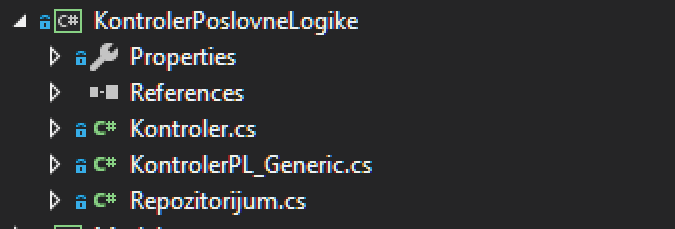 C# KontrolerPoslovneLogike
Properties
References
C# Kontroler.cs
C# KontrolerPL_Generic.cs
C# Repozitorijum.cs